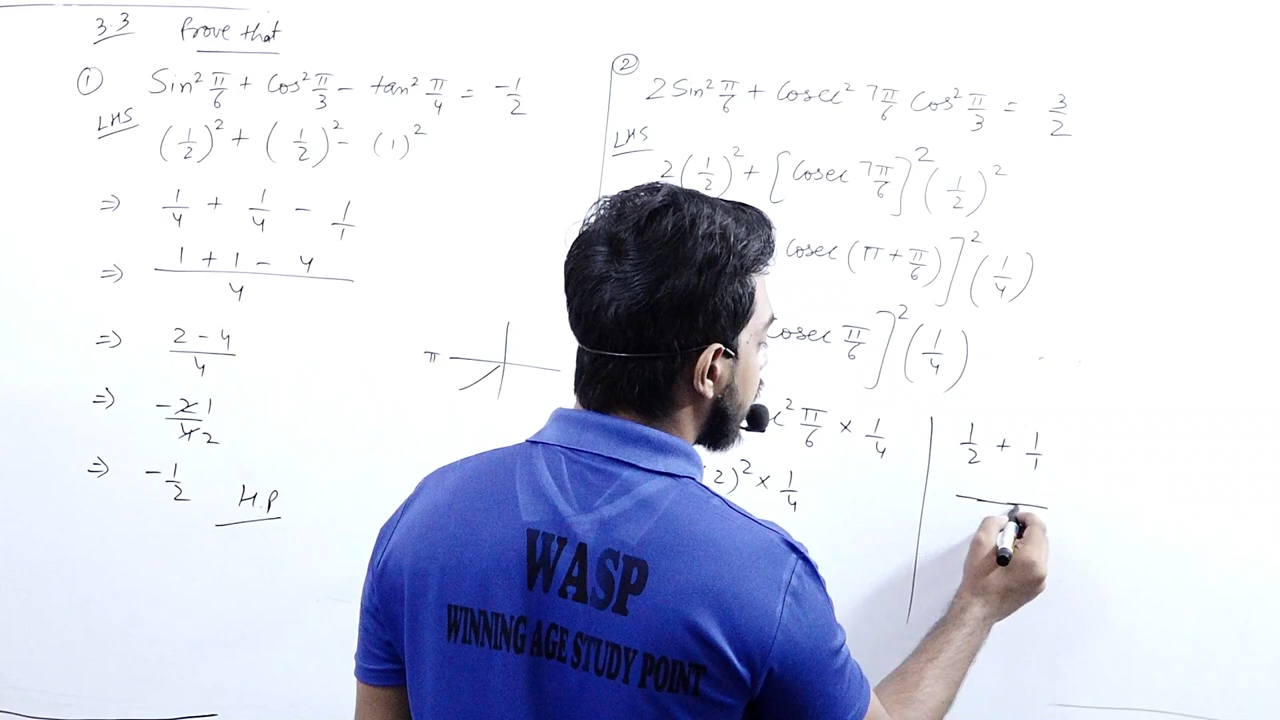 3.3 Prove that
① Sin² π/6 + Cos² π/3 - tan² π/4 = -1/2
LHS (1/2)² + (1/2)² - (1)²
⇒ 1/4 + 1/4 - 1/1
⇒ 1 + 1 - 4 / 4
⇒ 2 - 4 / 4
⇒ -2 1 / 4 2
⇒ -1/2 H.P
π
② 2 Sin² π/6 + Cosec² 7π/6 Cos² π/3 = 3/2
LHS
2 (1/2)² + [Cosec 7π/6]² (1/2)²
Cosec (π + π/6)]² (1/4)
cosec π/6]² (1/4)
² π/6 × 1/4
2)² × 1/4
1/2 + 1/1
WASP
WINNING AGE STUDY POINT